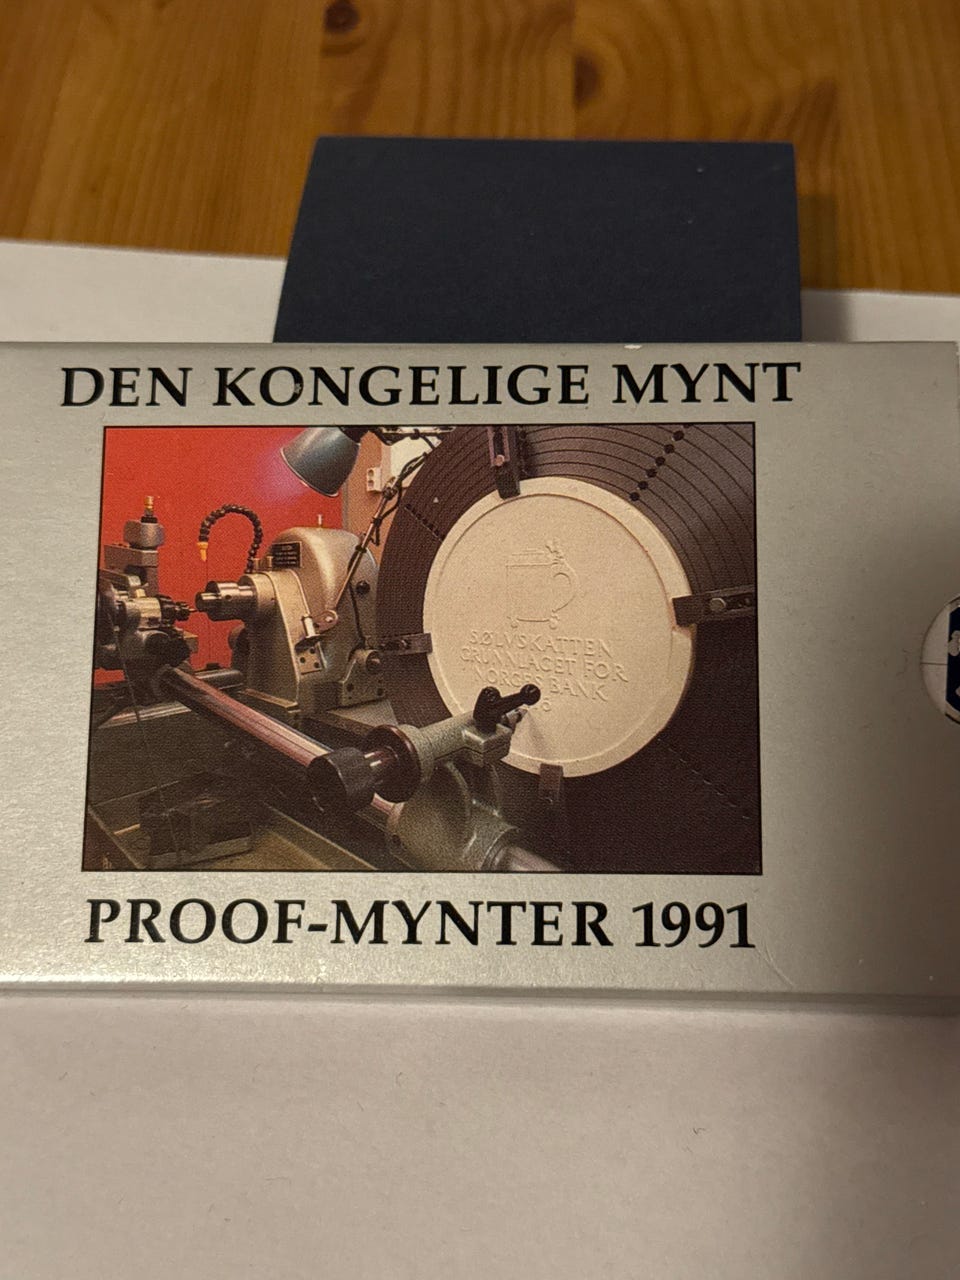 DEN KONGELIGE MYNT
SØLVSKATTEN
GRUNNLAGET FOR
NORGES BANK
PROOF-MYNTER 1991